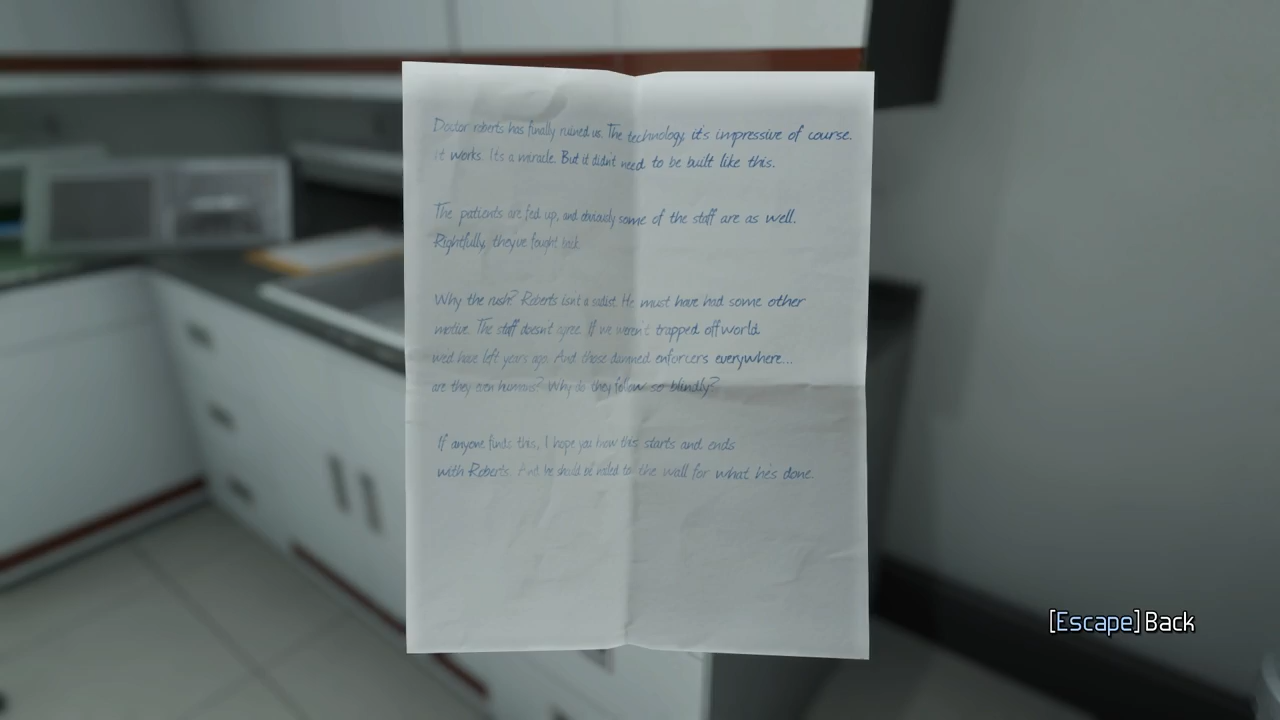 Doctor roberts has finally ruined us. The technology, it's impressive of course.
it works. It's a miracle. But it didn't need to be built like this.
The patients are fed up, and obviously some of the staff are as well.
Rightfully, they've fought back.
Why the rush? Roberts isn't a sadist. He must have had some other
motive. The staff doesn't agree. If we weren't trapped offworld
we'd have left years ago. And those damned enforcers everywhere...
are they even humans? Why do they follow so blindly?
If anyone finds this, I hope you know this starts and ends
with Roberts. And he should be nailed to the wall for what he's done.
[Escape] Back